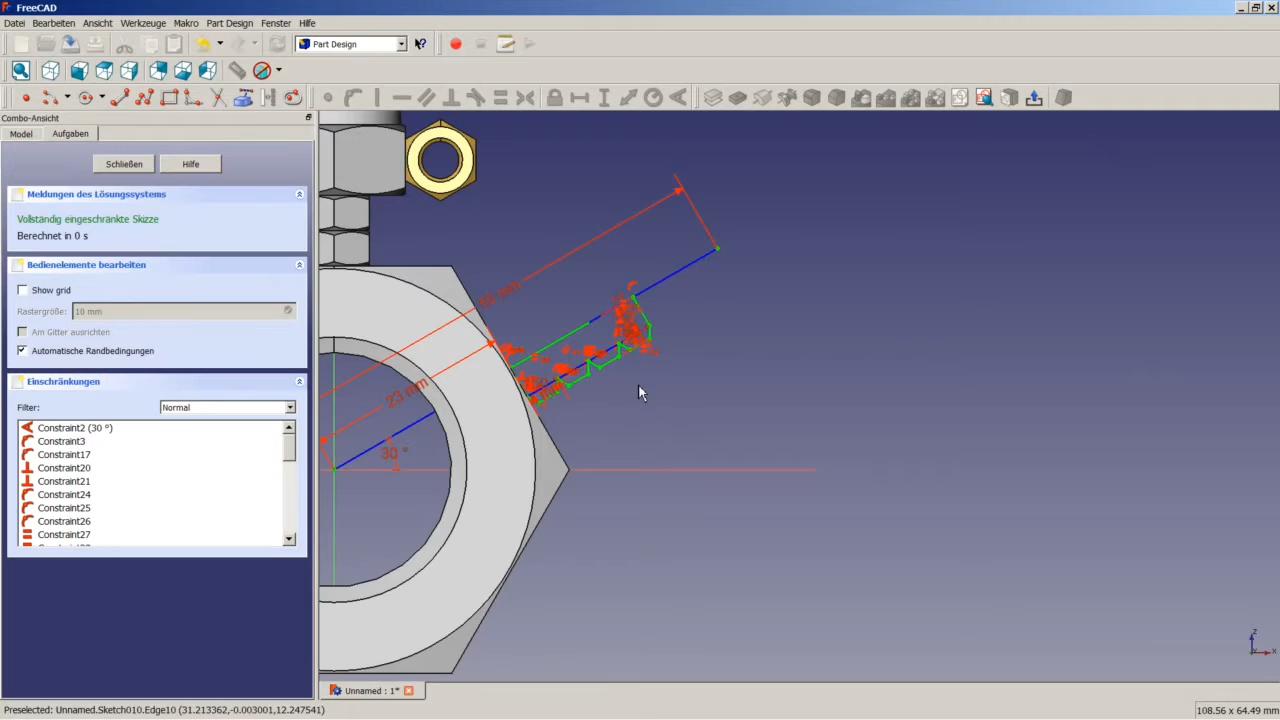 FreeCAD
Datei Bearbeiten Ansicht Werkzeuge Makro Part Design Fenster Hilfe
Part Design
Combo-Ansicht
Model Aufgaben
Schließen Hilfe
Meldungen des Lösungssystems
Vollständig eingeschränkte Skizze
Berechnet in 0 s
Bedienelemente bearbeiten
Show grid
Rastergröße: 10 mm
Am Gitter ausrichten
Automatische Randbedingungen
Einschränkungen
Filter: Normal
Constraint2 (30 °)
Constraint3
Constraint17
Constraint20
Constraint21
Constraint24
Constraint25
Constraint26
Constraint27
mm
23 mm
30 °
z
x
Unnamed : 1*
Preselected: Unnamed.Sketch010.Edge10 (31.213362,-0.003001,12.247541)
108.56 x 64.49 mm